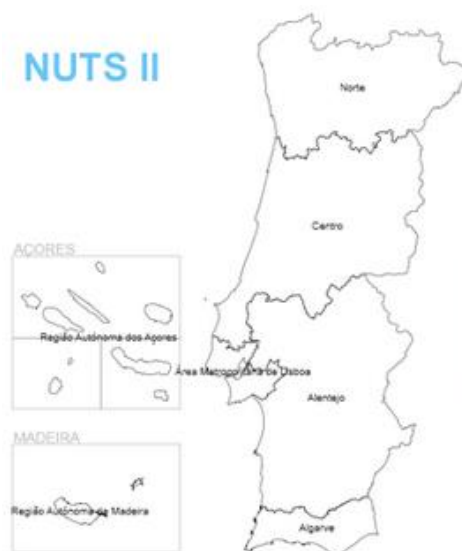 NUTS II
Norte
Centro
AÇORES
Região Autónoma dos Açores
Área Metropolitana de Lisboa
Alentejo
MADEIRA
Região Autónoma da Madeira
Algarve